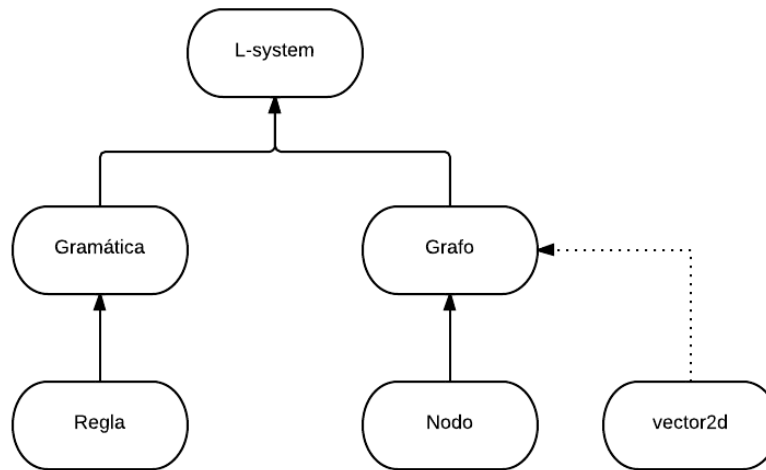 L-system
Gramática
Grafo
Regla
Nodo
vector2d